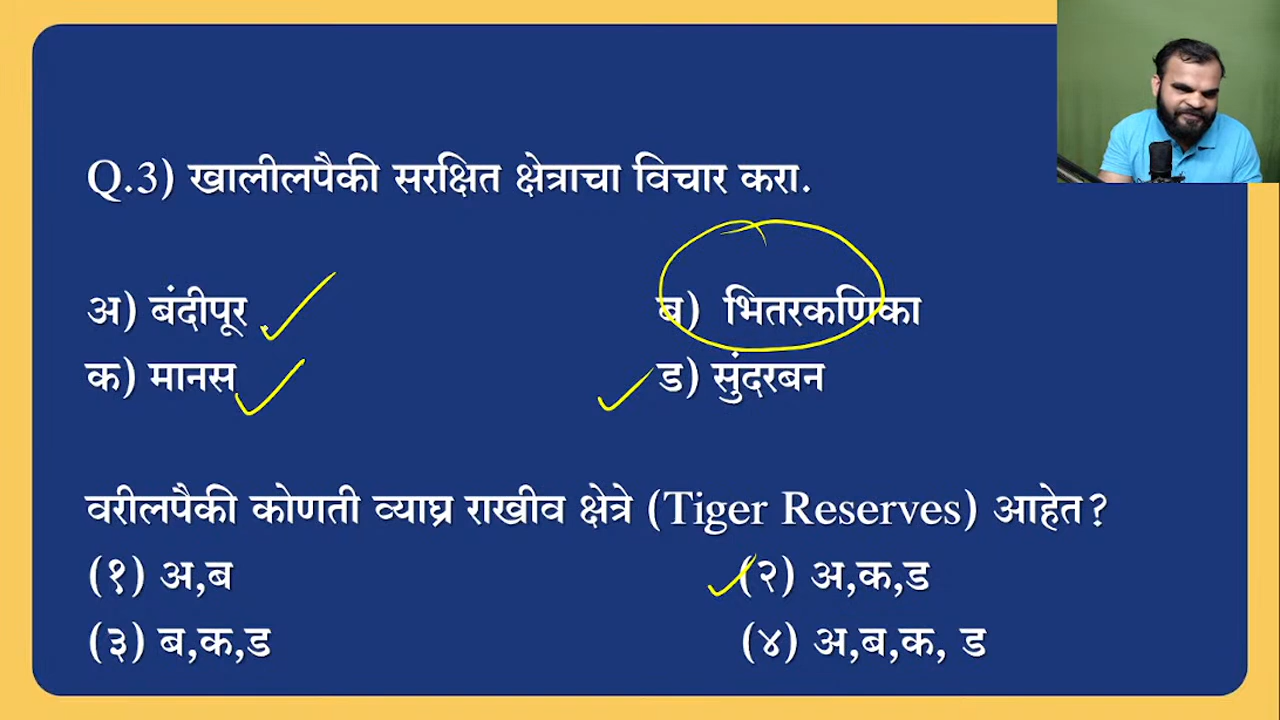 Q.3) खालीलपैकी सरक्षित क्षेत्राचा विचार करा.
अ) बंदीपूर ब) भितरकणिका
क) मानस ड) सुंदरबन
वरीलपैकी कोणती व्याघ्र राखीव क्षेत्रे (Tiger Reserves) आहेत?
(१) अ,ब (२) अ,क,ड
(३) ब,क,ड (४) अ,ब,क, ड